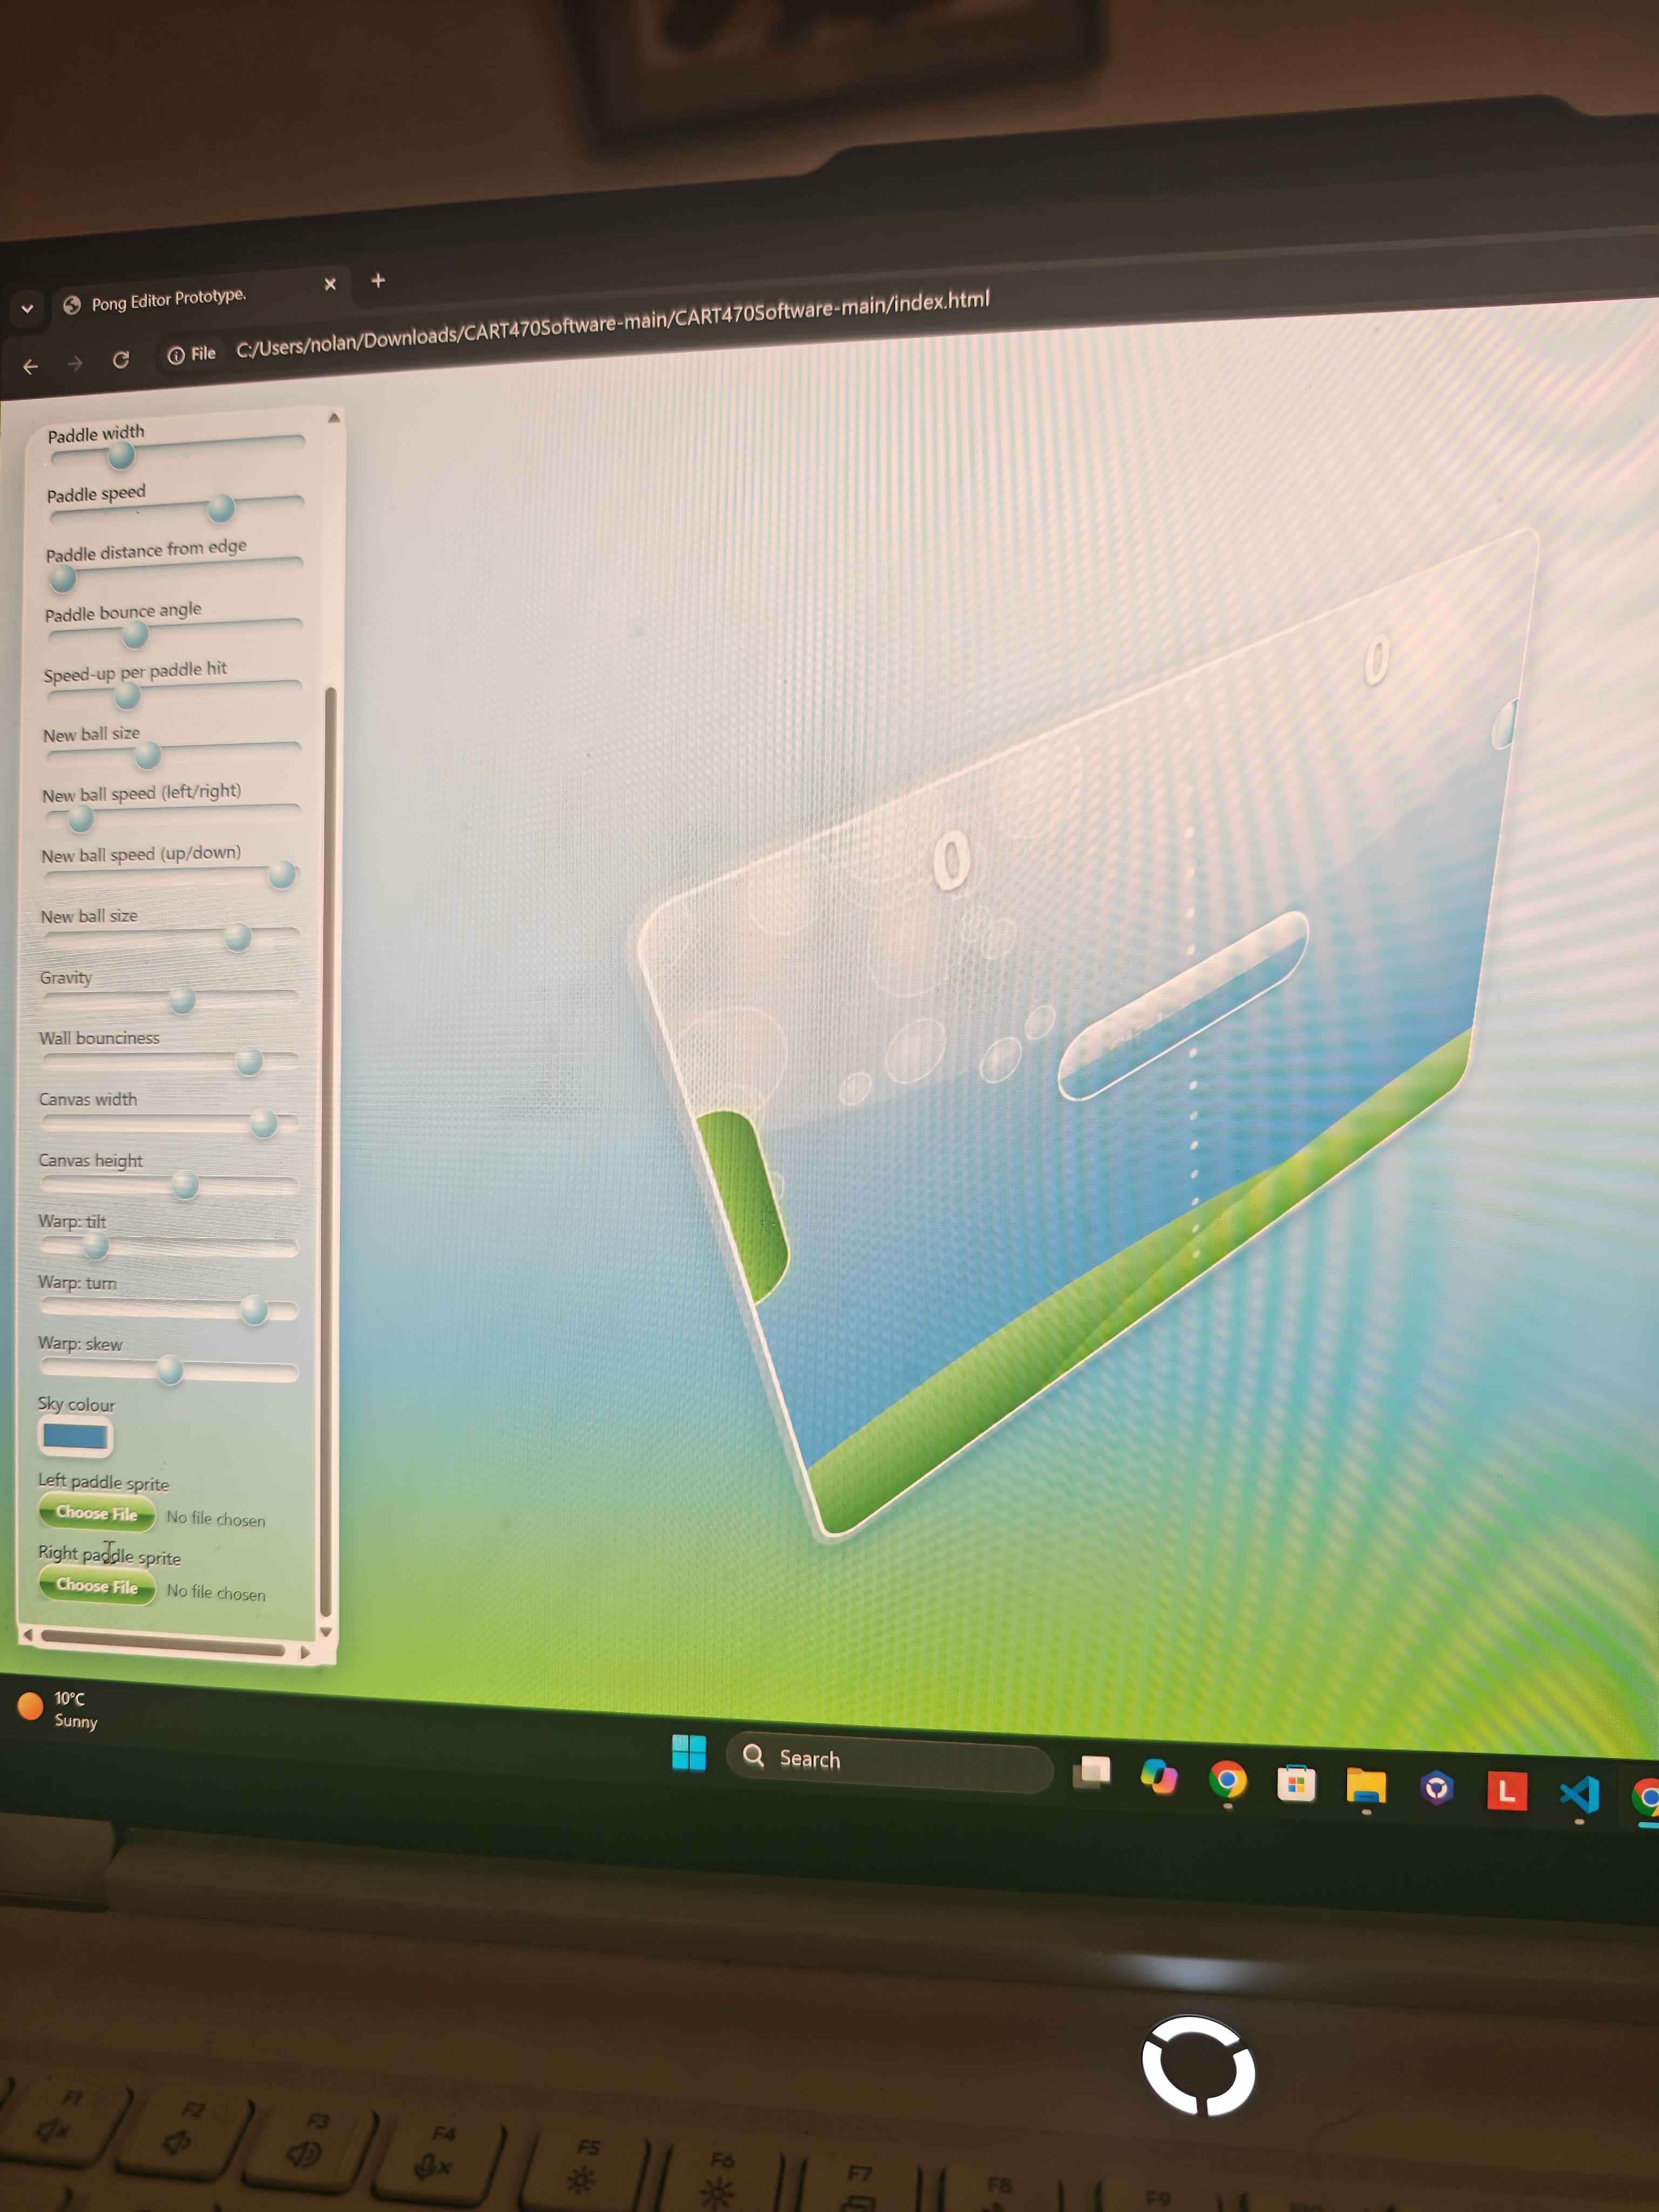 Pong Editor Prototype.
File C:/Users/nolan/Downloads/CART470Software-main/CART470Software-main/index.html
Paddle width
Paddle speed
Paddle distance from edge
Paddle bounce angle
Speed-up per paddle hit
New ball size
New ball speed (left/right)
New ball speed (up/down)
New ball size
Gravity
Wall bounciness
Canvas width
Canvas height
Warp: tilt
Warp: turn
Warp: skew
Sky colour
Left paddle sprite
Choose File No file chosen
Right paddle sprite
Choose File No file chosen
0
0
10°C
Sunny
Search
L
F1
F2
F3
F4
F5
F6
F7
F8
F9